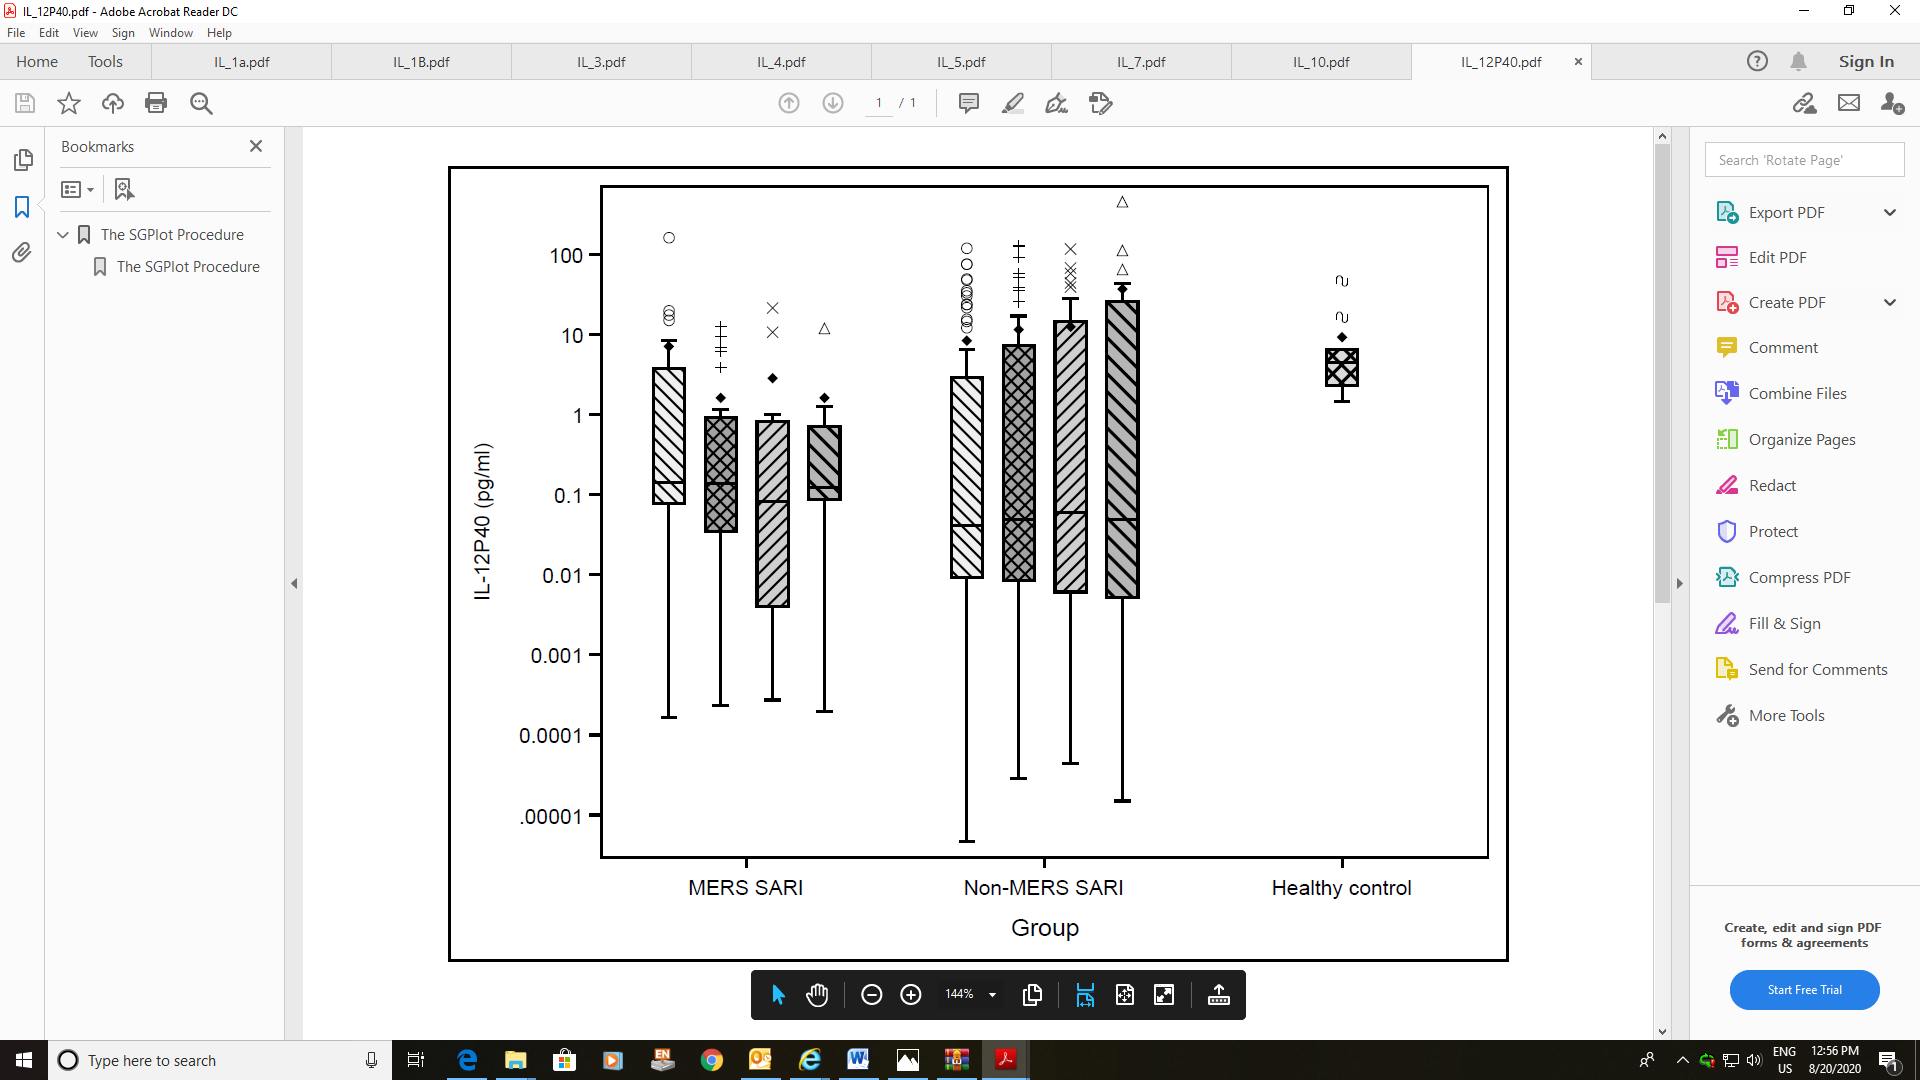 IL_12P40.pdf - Adobe Acrobat Reader DC
File Edit View Sign Window Help
Home Tools IL_1a.pdf IL_1B.pdf IL_3.pdf IL_4.pdf IL_5.pdf IL_7.pdf IL_10.pdf IL_12P40.pdf Sign In
1 / 1
Bookmarks
The SGPlot Procedure
The SGPlot Procedure
100
10
1
0.1
0.01
0.001
0.0001
.00001
IL-12P40 (pg/ml)
MERS SARI Non-MERS SARI Healthy control
Group
144%
Search 'Rotate Page'
Export PDF
Edit PDF
Create PDF
Comment
Combine Files
Organize Pages
Redact
Protect
Compress PDF
Fill & Sign
Send for Comments
More Tools
Create, edit and sign PDF
forms & agreements
Start Free Trial
Type here to search
EN
ENG
US
12:56 PM
8/20/2020
1